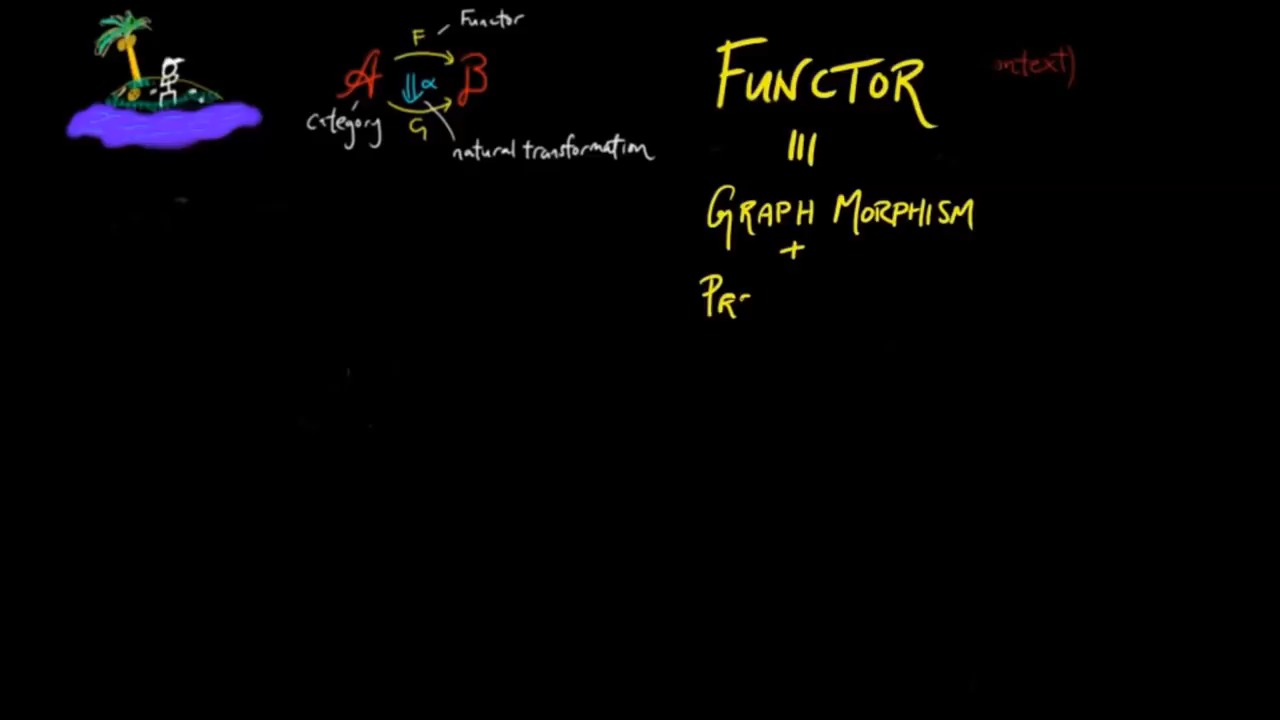 F Functor
A B
α
category G
natural transformation
FUNCTOR
≡
GRAPH MORPHISM
+
PR